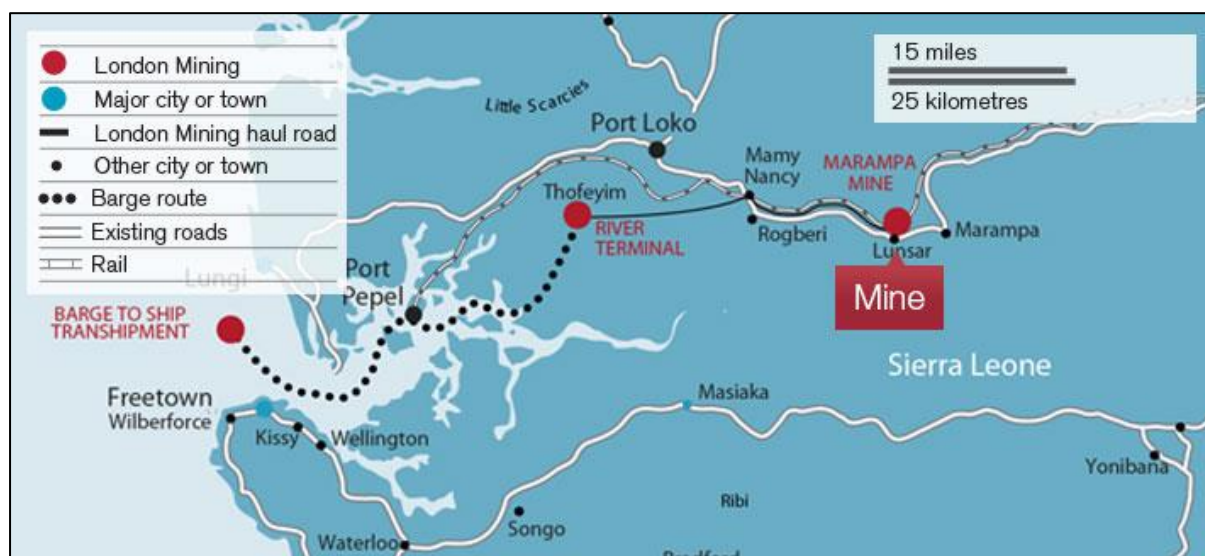 London Mining
Major city or town
London Mining haul road
Other city or town
Barge route
Existing roads
Rail
15 miles
25 kilometres
Little Scarcies
Port Loko
Mamy
Nancy
MARAMPA
MINE
Thofeyim
RIVER
TERMINAL
Rogberi
Lunsar
Marampa
Mine
Lungi
Port
Pepel
BARGE TO SHIP
TRANSHIPMENT
Sierra Leone
Freetown
Wilberforce
Kissy
Wellington
Masiaka
Yonibana
Ribi
Songo
Waterloo
Bradford